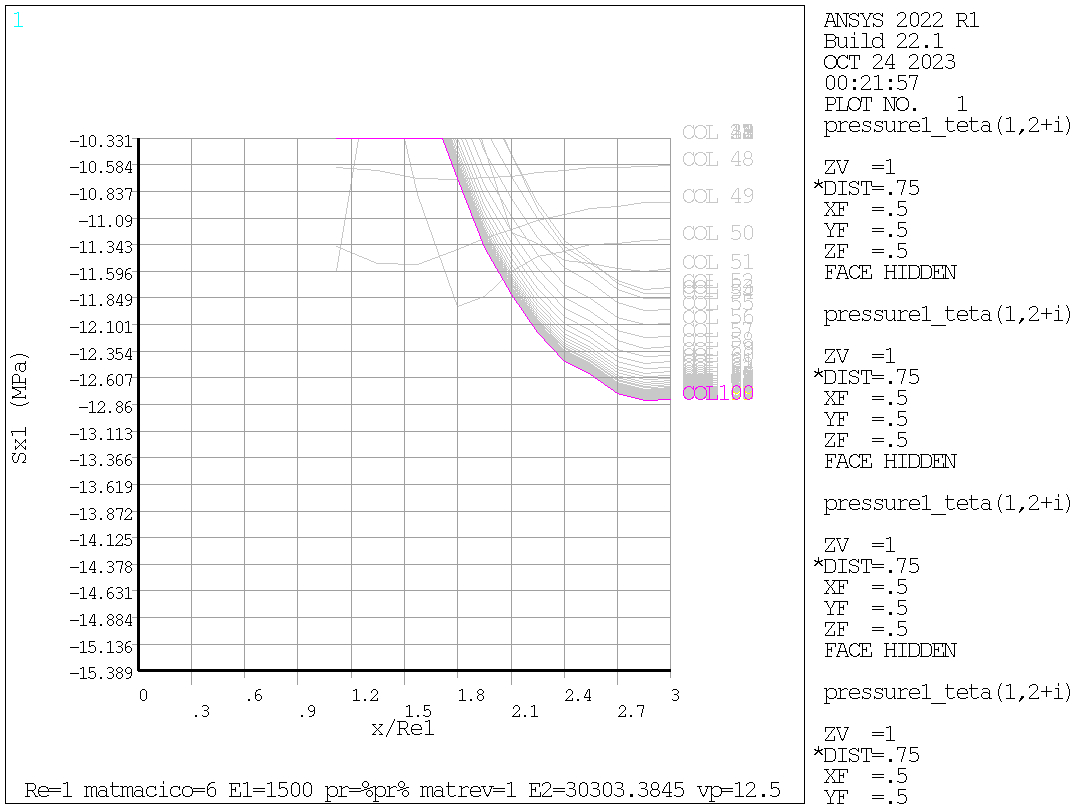 1
ANSYS 2022 R1
Build 22.1
OCT 24 2023
00:21:57
PLOT NO. 1
pressure1_teta(1,2+i)
ZV =1
*DIST=.75
XF =.5
YF =.5
ZF =.5
FACE HIDDEN
pressure1_teta(1,2+i)
ZV =1
*DIST=.75
XF =.5
YF =.5
ZF =.5
FACE HIDDEN
pressure1_teta(1,2+i)
ZV =1
*DIST=.75
XF =.5
YF =.5
ZF =.5
FACE HIDDEN
pressure1_teta(1,2+i)
ZV =1
*DIST=.75
XF =.5
YF =.5
Sx1 (MPa)
-10.331
-10.584
-10.837
-11.09
-11.343
-11.596
-11.849
-12.101
-12.354
-12.607
-12.86
-13.113
-13.366
-13.619
-13.872
-14.125
-14.378
-14.631
-14.884
-15.136
-15.389
COL
COL 48
COL 49
COL 50
COL 51
COL 56
COL 57
COL100
0 .6 1.2 1.8 2.4 3
.3 .9 1.5 2.1 2.7
x/Re1
Re=1 matmacico=6 E1=1500 pr=%pr% matrev=1 E2=30303.3845 vp=12.5